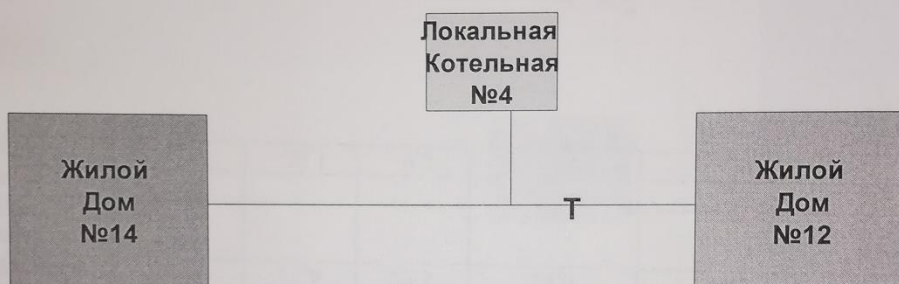 Локальная
Котельная
№4
Жилой
Дом
№14
Т
Жилой
Дом
№12